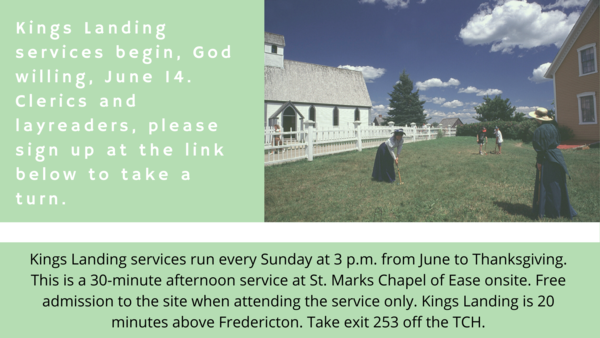 Kings Landing
services begin, God
willing, June 14.
Clerics and
layreaders, please
sign up at the link
below to take a
turn.
Kings Landing services run every Sunday at 3 p.m. from June to Thanksgiving.
This is a 30-minute afternoon service at St. Marks Chapel of Ease onsite. Free
admission to the site when attending the service only. Kings Landing is 20
minutes above Fredericton. Take exit 253 off the TCH.